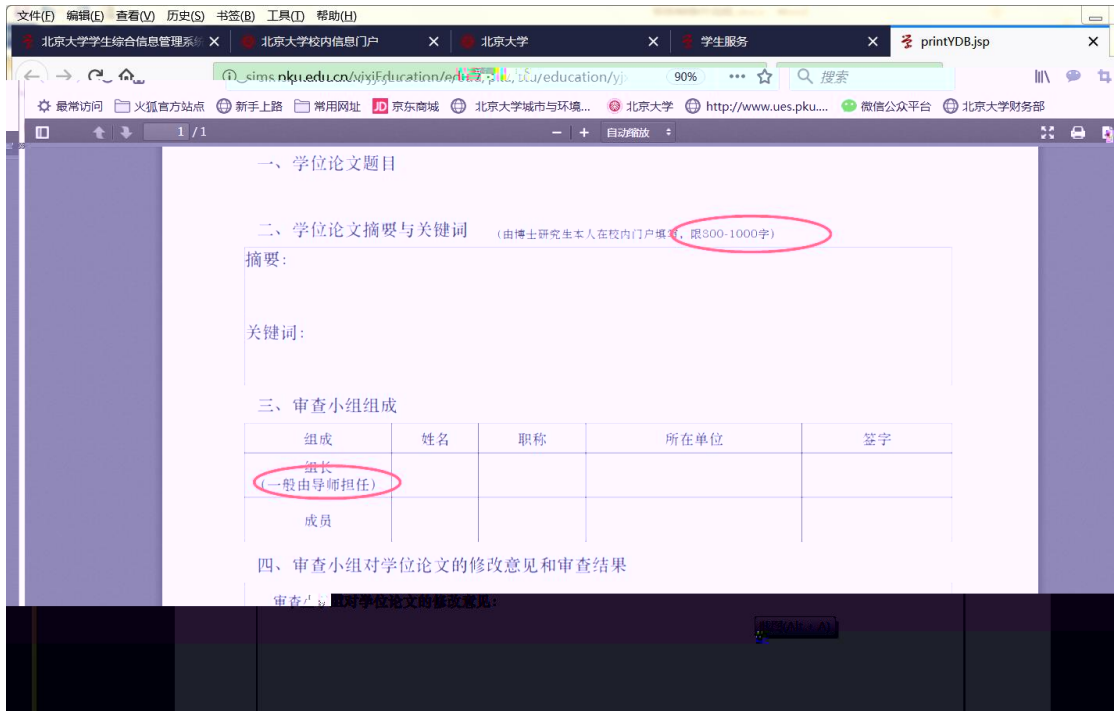 文件(F) 编辑(E) 查看(V) 历史(S) 书签(B) 工具(T) 帮助(H)
北京大学学生综合信息管理系统 北京大学校内信息门户 北京大学 学生服务 printYDB.jsp
90% 搜索
最常访问 火狐官方站点 新手上路 常用网址 JD 京东商城 北京大学城市与环境... 北京大学 http://www.ues.pku.... 微信公众平台 北京大学财务部
1 / 1 自动缩放
一、学位论文题目
二、学位论文摘要与关键词 (由博士研究生本人在校内门户填写，限800-1000字)
摘要：
关键词：
三、审查小组组成
组成 姓名 职称 所在单位 签字
组长
(一般由导师担任)
成员
四、审查小组对学位论文的修改意见和审查结果
审查小组对学位论文的修改意见：